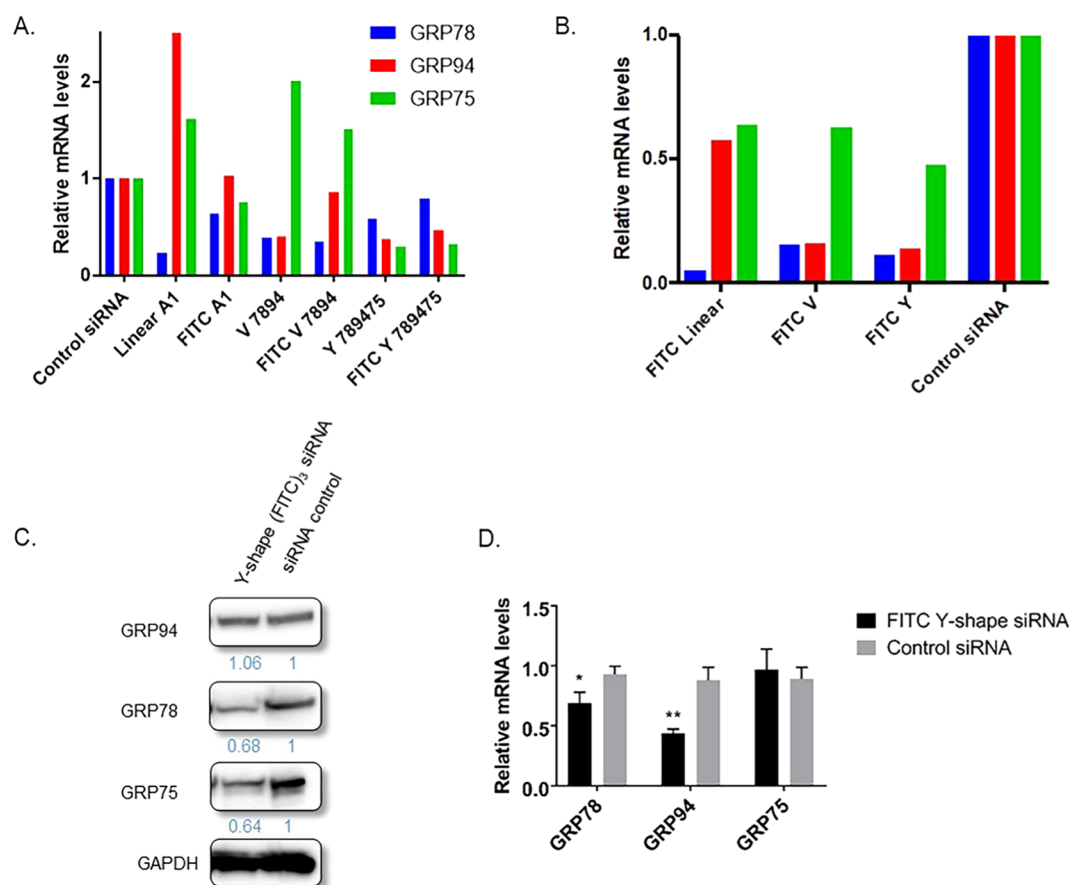 A.
Relative mRNA levels
2
1
0
GRP78
GRP94
GRP75
Control siRNA
Linear A1
FITC A1
V 7894
FITC V 7894
Y 789475
FITC Y 789475
B.
Relative mRNA levels
1.0
0.5
0.0
FITC Linear
FITC V
FITC Y
Control siRNA
C.
Y-shape (FITC)₃ siRNA
siRNA control
GRP94
1.06 1
GRP78
0.68 1
GRP75
0.64 1
GAPDH
D.
Relative mRNA levels
1.5
1.0
0.5
0.0
*
**
GRP78
GRP94
GRP75
FITC Y-shape siRNA
Control siRNA